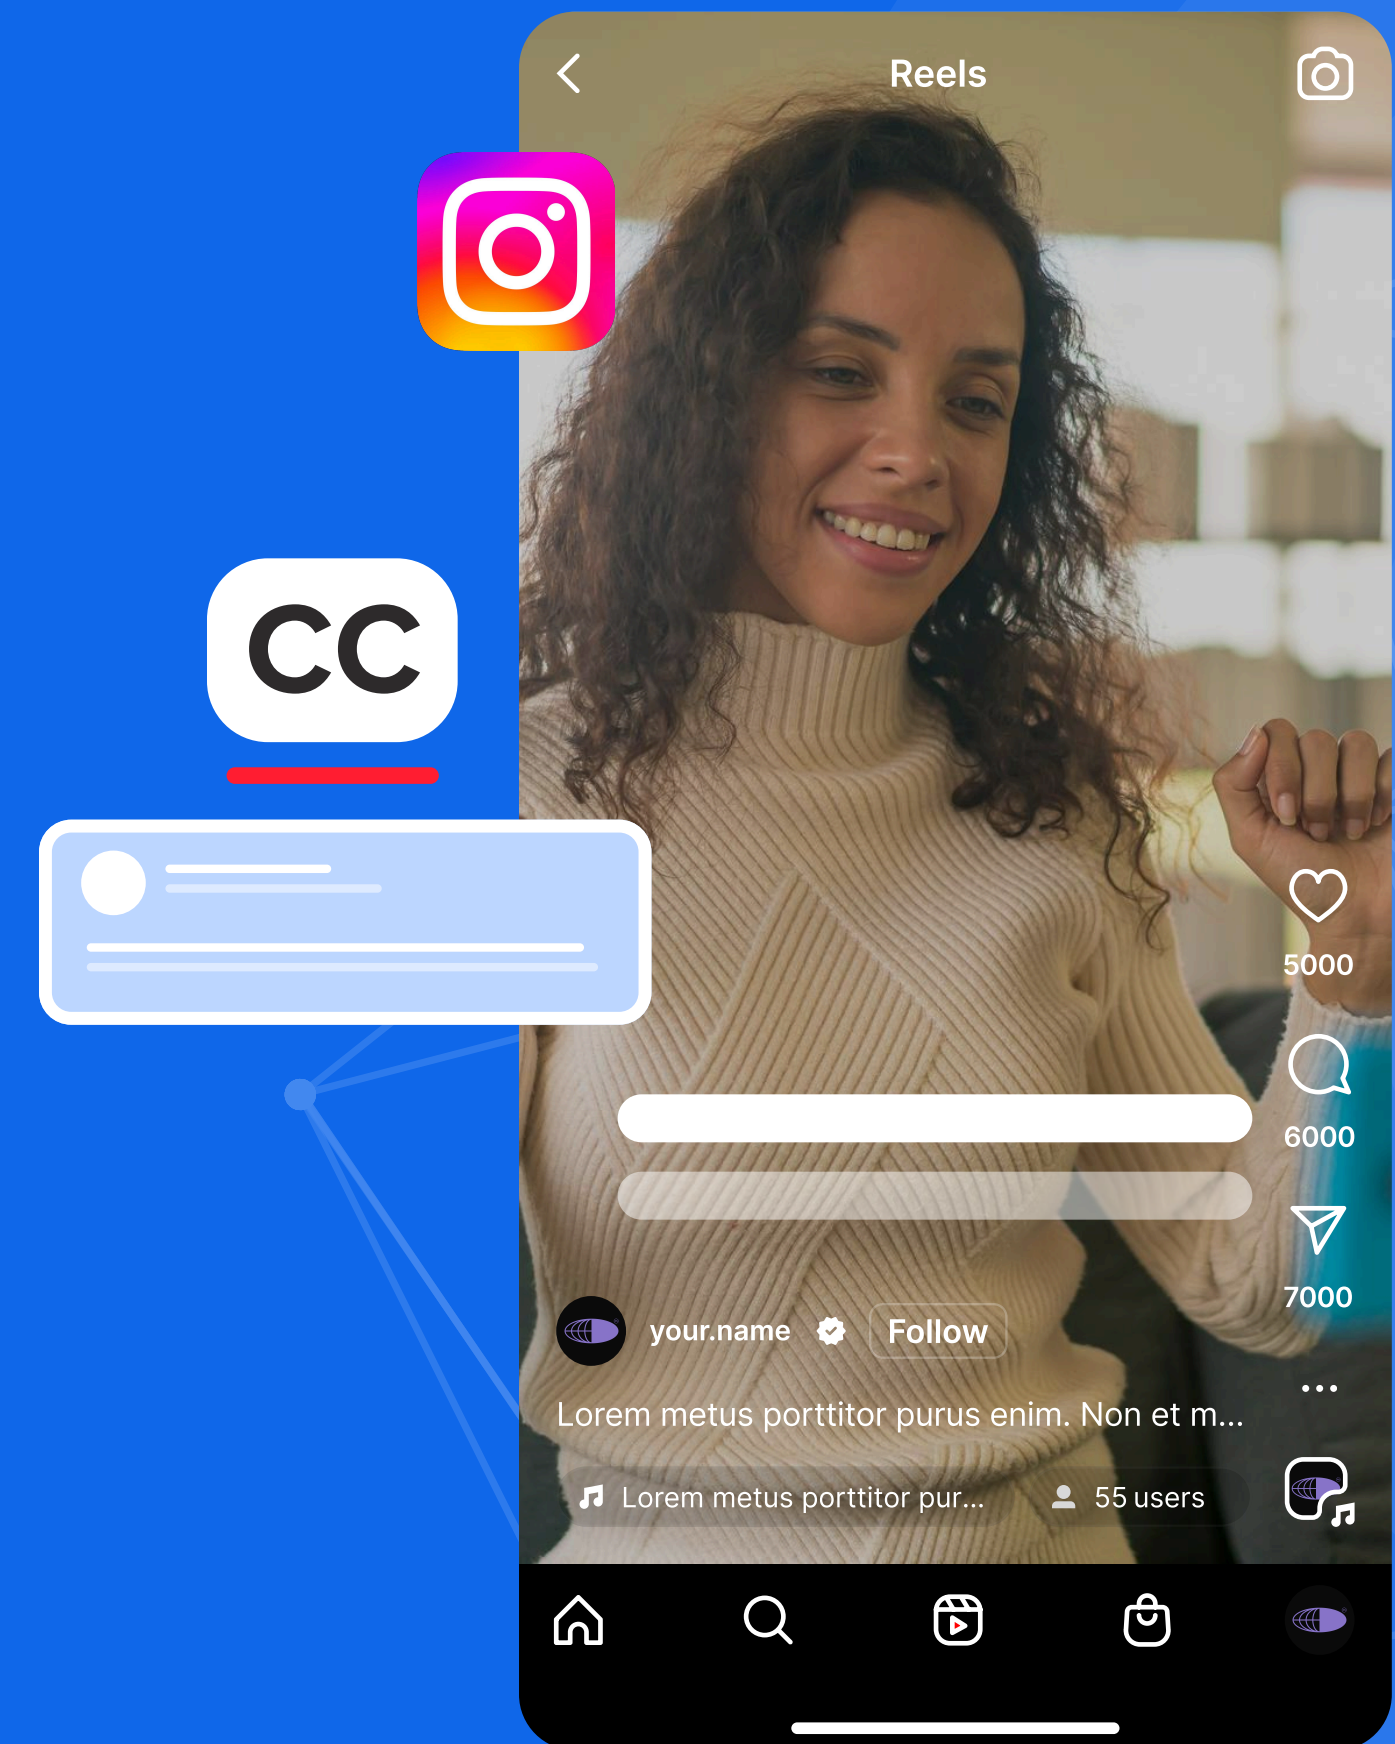 Reels
CC
5000
6000
7000
your.name
Follow
Lorem metus porttitor purus enim. Non et m...
Lorem metus porttitor pur...
55 users